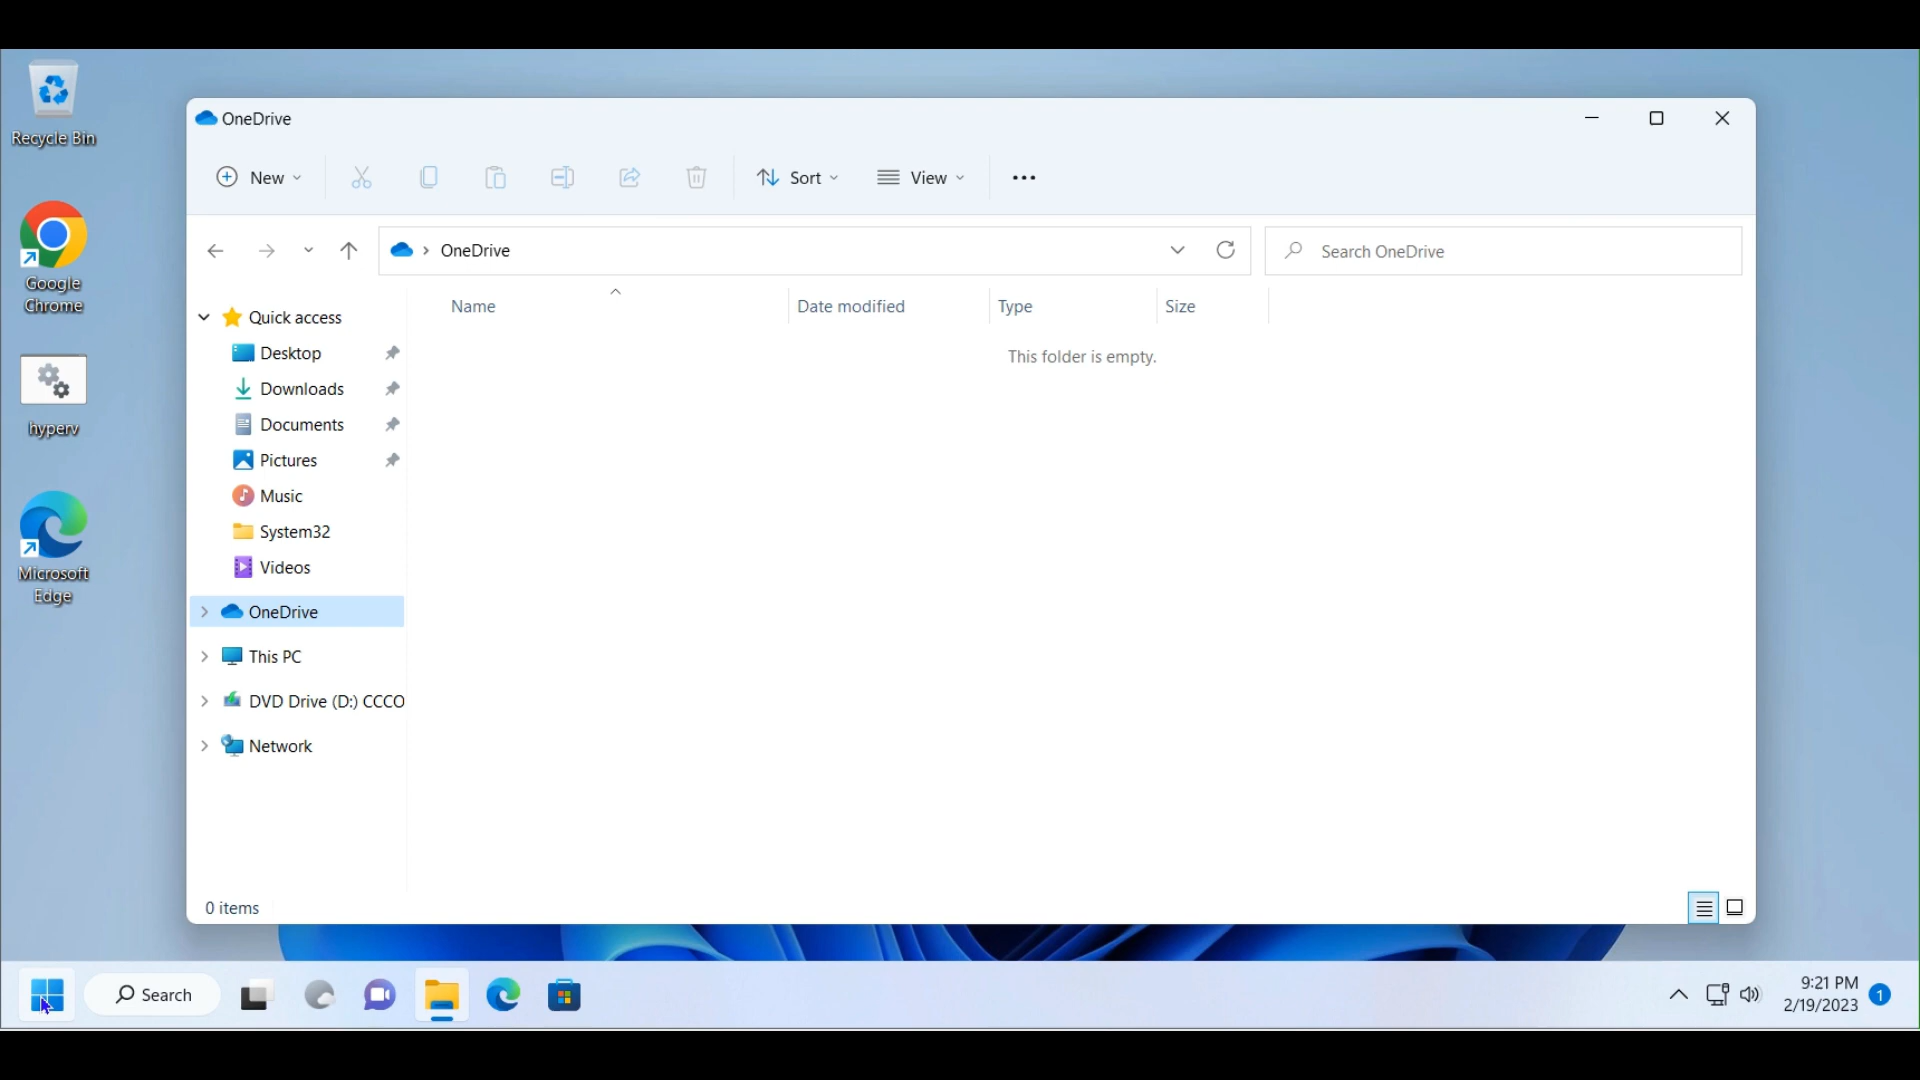 Recycle Bin
Google
Chrome
hyperv
Microsoft
Edge
OneDrive
New
Sort
View
OneDrive
Search OneDrive
Name
Date modified
Type
Size
This folder is empty.
Quick access
Desktop
Downloads
Documents
Pictures
Music
System32
Videos
OneDrive
This PC
DVD Drive (D:) CCCO
Network
0 items
Search
9:21 PM
2/19/2023
1